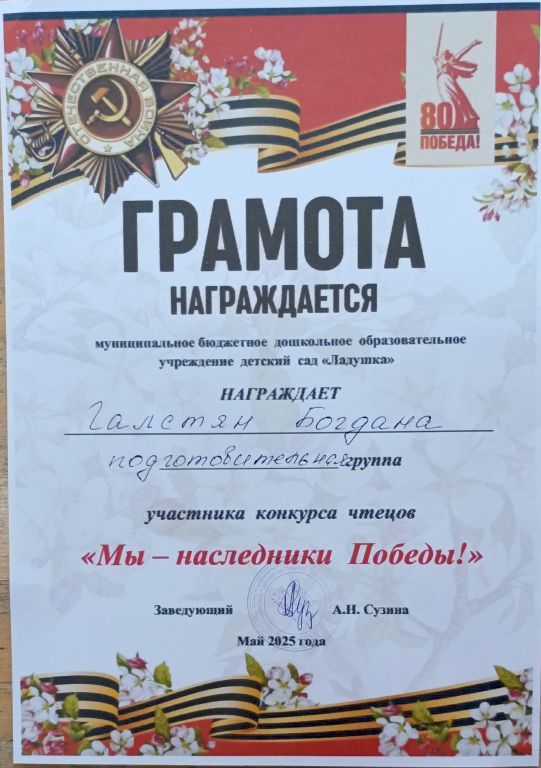 ОТЕЧЕСТВЕННАЯ ВОЙНА
80
ПОБЕДА!
ГРАМОТА
НАГРАЖДАЕТСЯ
муниципальное бюджетное дошкольное образовательное
учреждение детский сад «Ладушка»
НАГРАЖДАЕТ
Галстян Богдана
подготовительная группа
участника конкурса чтецов
«Мы – наследники Победы!»
Заведующий А.Н. Сузина
Май 2025 года